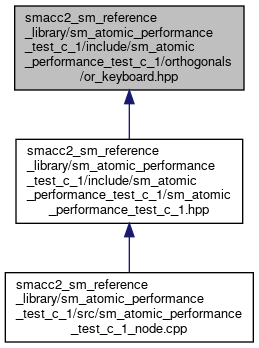 smacc2_sm_reference
_library/sm_atomic_performance
_test_c_1/include/sm_atomic
_performance_test_c_1/orthogonals
/or_keyboard.hpp
smacc2_sm_reference
_library/sm_atomic_performance
_test_c_1/include/sm_atomic
_performance_test_c_1/sm_atomic
_performance_test_c_1.hpp
smacc2_sm_reference
_library/sm_atomic_performance
_test_c_1/src/sm_atomic_performance
_test_c_1_node.cpp